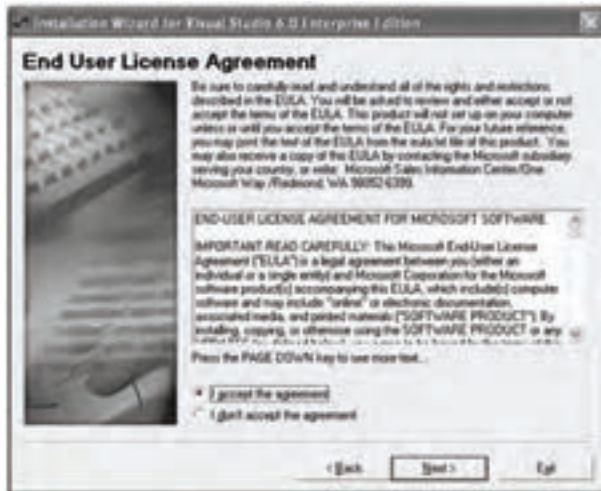 Installation Wizard for Visual Studio 6.0 Enterprise Edition
End User License Agreement
Be sure to carefully read and understand all of the rights and restrictions
described in the EULA. You will be asked to review and either accept or not
accept the terms of the EULA. This product will not set up on your computer
unless or until you accept the terms of the EULA. For your future reference,
you may print the text of the EULA from the eula.txt file of this product. You
may also receive a copy of this EULA by contacting the Microsoft subsidiary
serving your country, or write: Microsoft Sales Information Center/One
Microsoft Way/Redmond, WA 98052-6399.
END-USER LICENSE AGREEMENT FOR MICROSOFT SOFTWARE
IMPORTANT READ CAREFULLY: This Microsoft End-User License
Agreement ("EULA") is a legal agreement between you (either an
individual or a single entity) and Microsoft Corporation for the Microsoft
software product(s) accompanying this EULA, which include(s) computer
software and may include "online" or electronic documentation,
associated media, and printed materials ("SOFTWARE PRODUCT"). By
installing, copying, or otherwise using the SOFTWARE PRODUCT or any
Press the PAGE DOWN key to see more text...
I accept the agreement
I don't accept the agreement
< Back
Next >
Exit